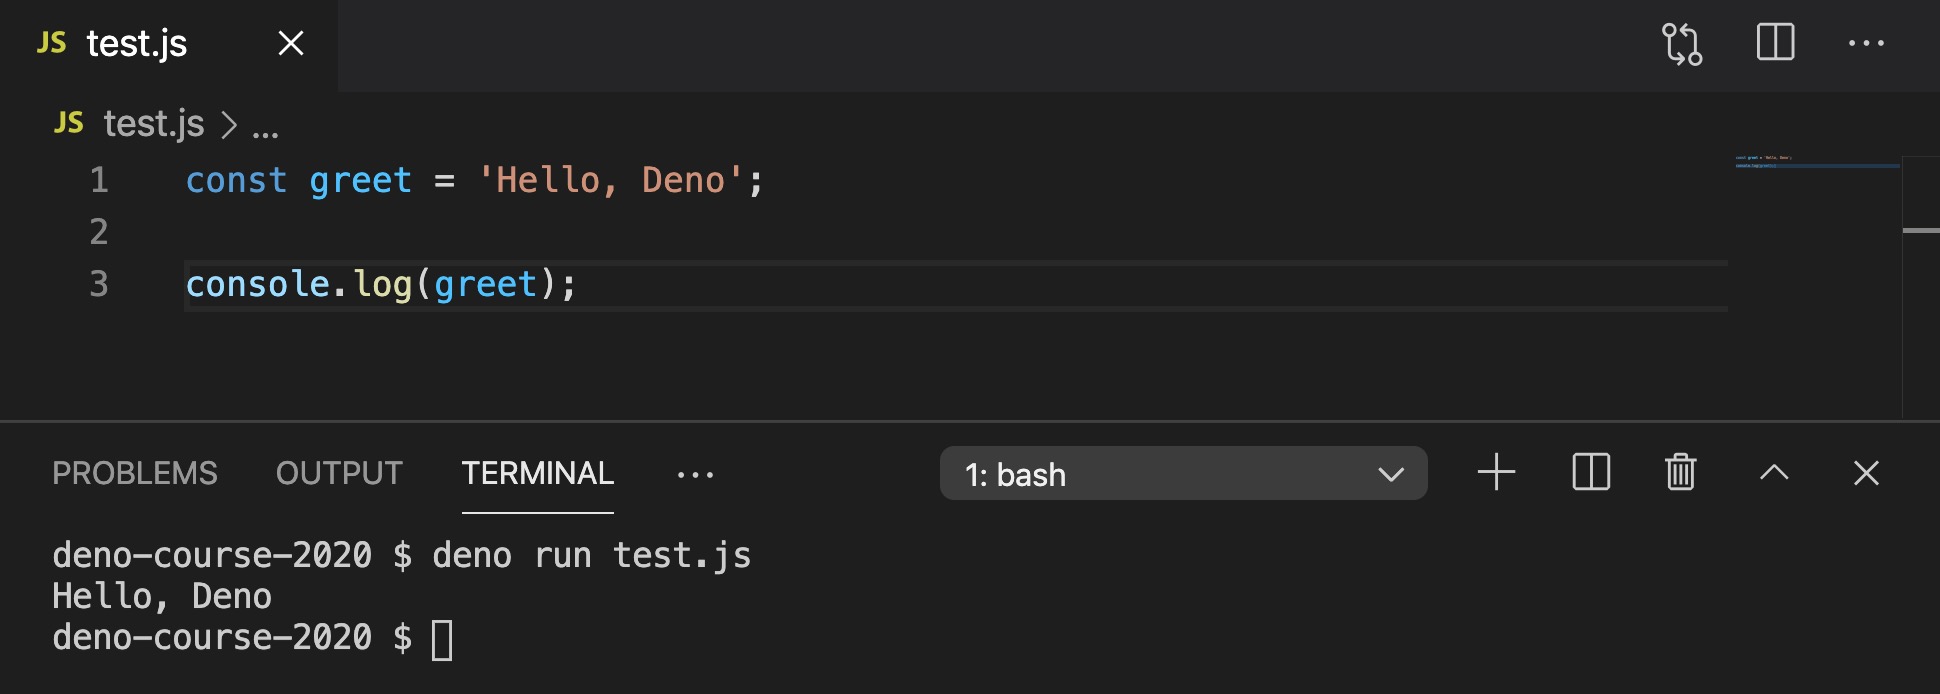 JS test.js
JS test.js > ...
1 const greet = 'Hello, Deno';
2
3 console.log(greet);
PROBLEMS OUTPUT TERMINAL ... 1: bash
deno-course-2020 $ deno run test.js
Hello, Deno
deno-course-2020 $